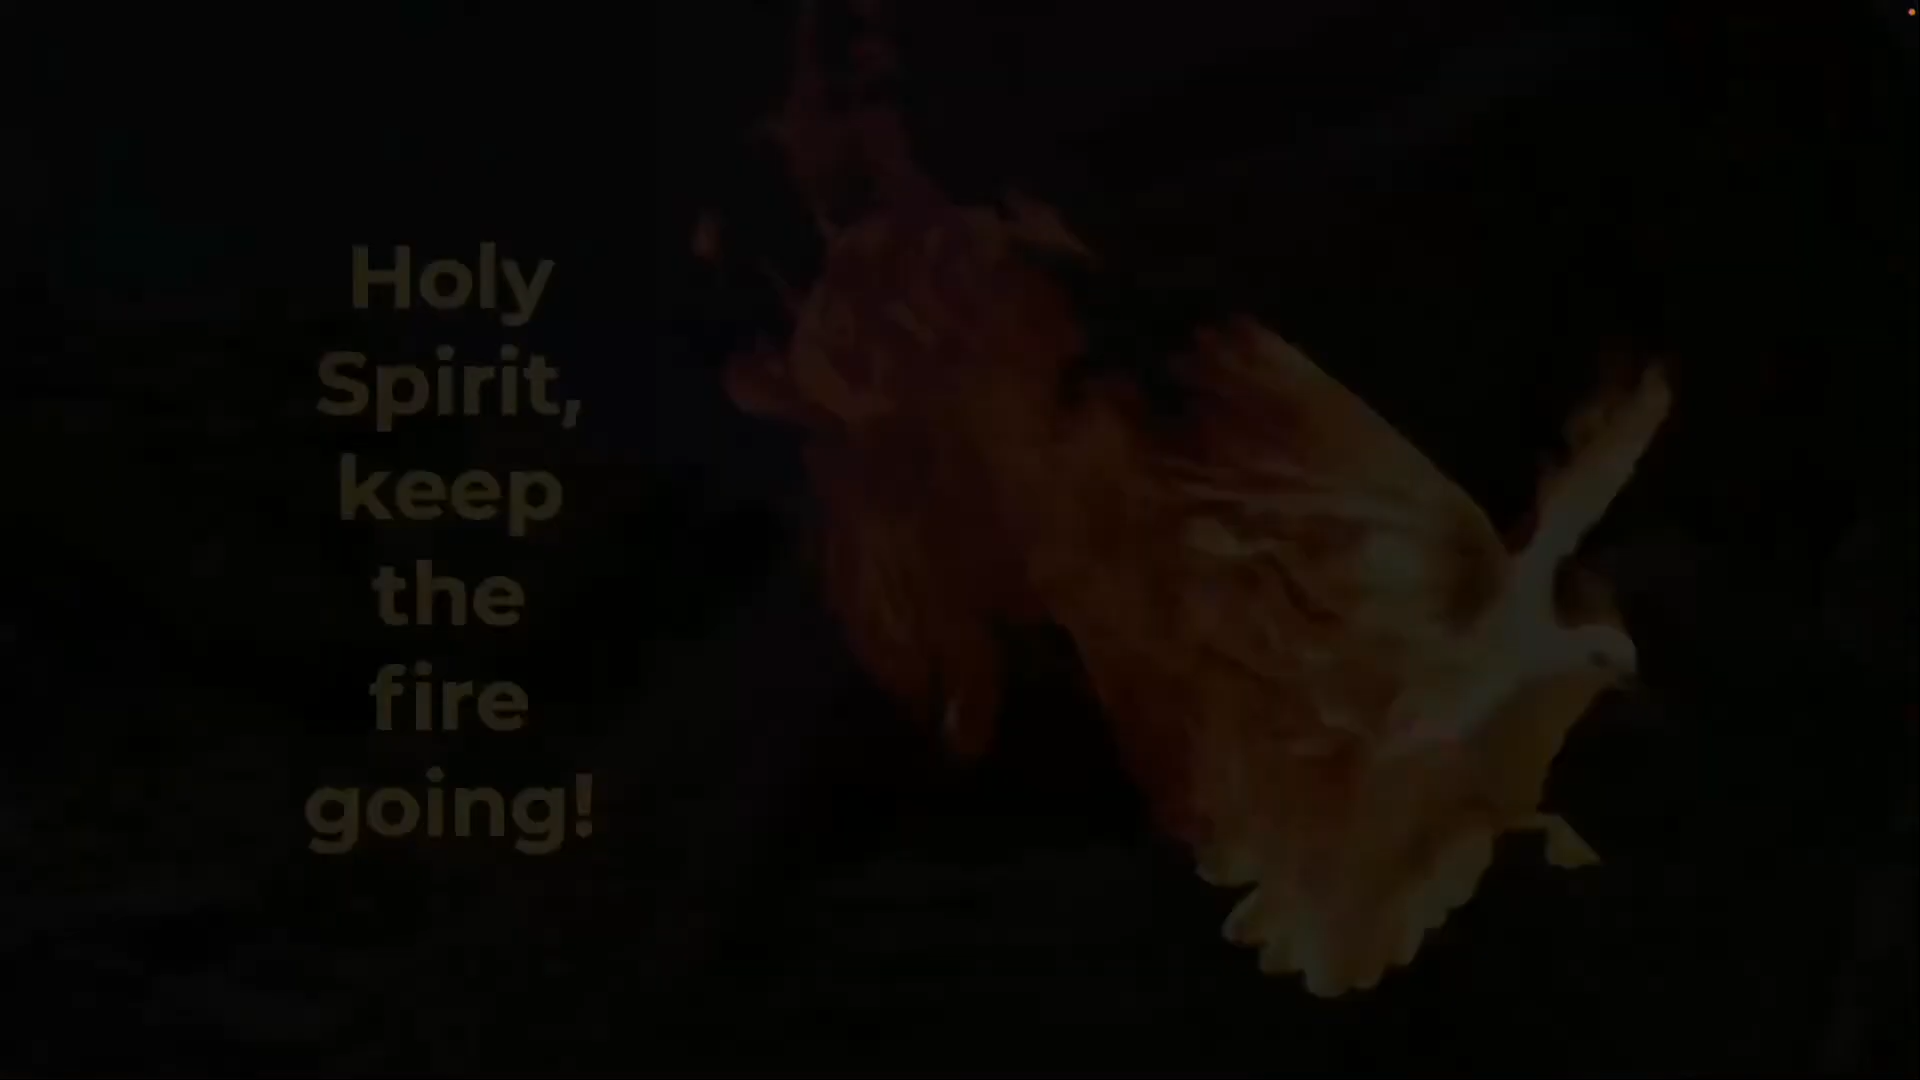 Holy
Spirit,
keep
the
fire
going!